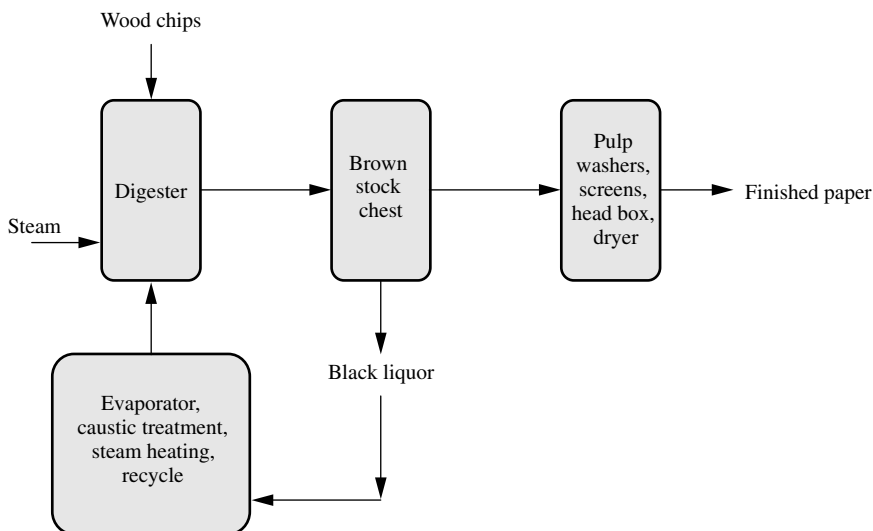 Wood chips
Digester
Steam
Brown
stock
chest
Pulp
washers,
screens,
head box,
dryer
Finished paper
Black liquor
Evaporator,
caustic treatment,
steam heating,
recycle